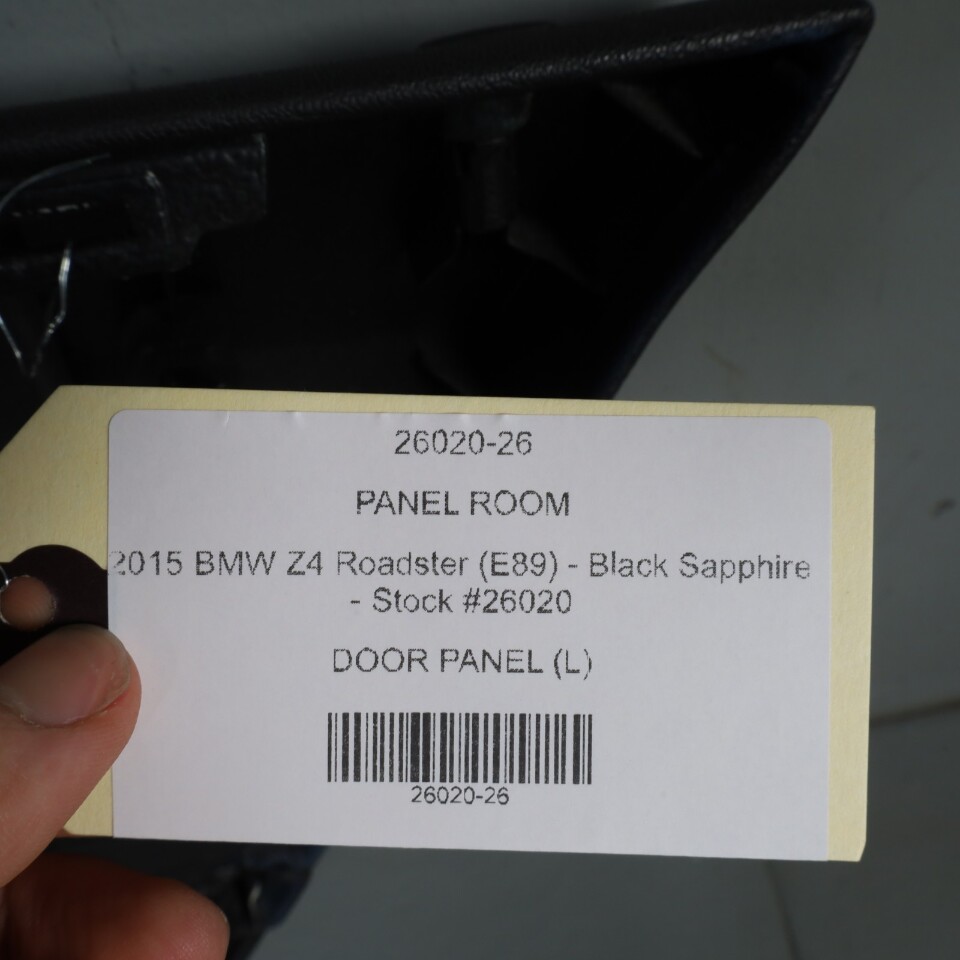 26020-26
PANEL ROOM
2015 BMW Z4 Roadster (E89) - Black Sapphire
- Stock #26020
DOOR PANEL (L)
26020-26